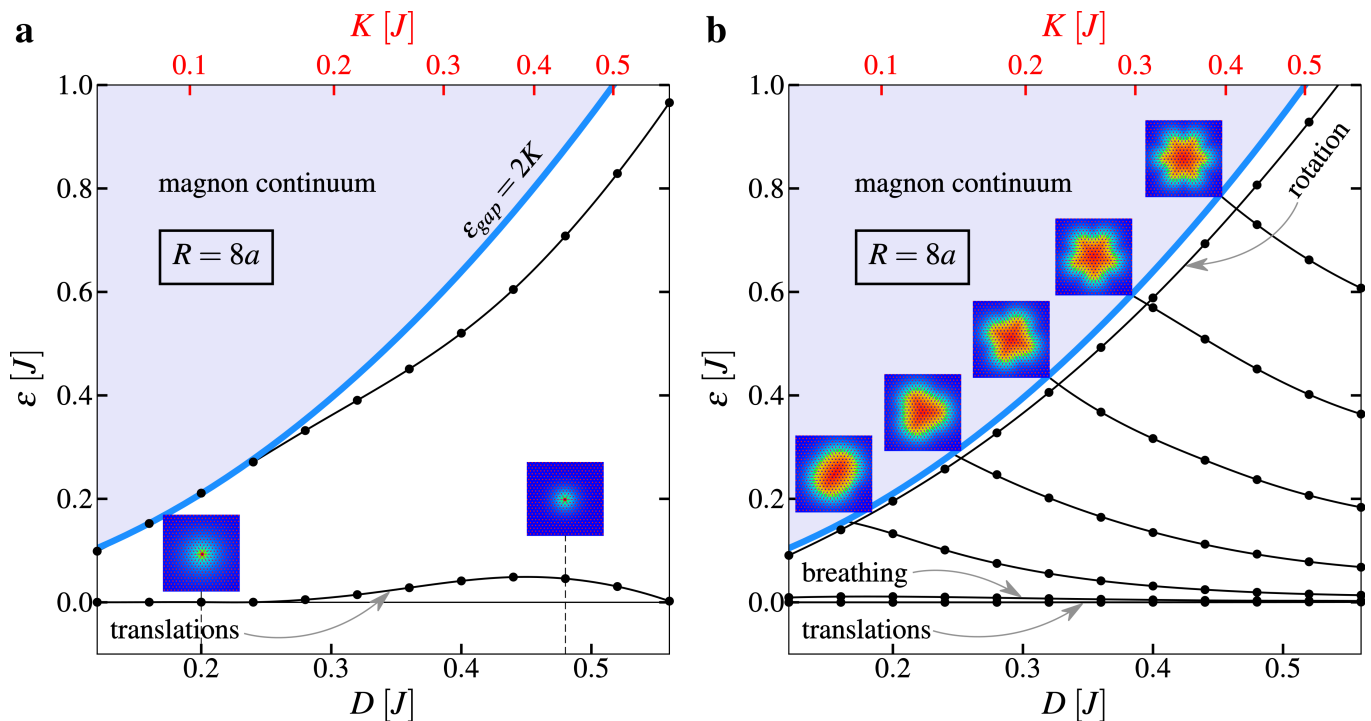 a
K [J]
0.1 0.2 0.3 0.4 0.5
1.0
0.8
0.6
0.4
0.2
0.0
ε [J]
magnon continuum
R = 8a
ε_gap = 2K
translations
0.2 0.3 0.4 0.5
D [J]
b
K [J]
0.1 0.2 0.3 0.4 0.5
1.0
0.8
0.6
0.4
0.2
0.0
ε [J]
magnon continuum
R = 8a
rotation
breathing
translations
0.2 0.3 0.4 0.5
D [J]